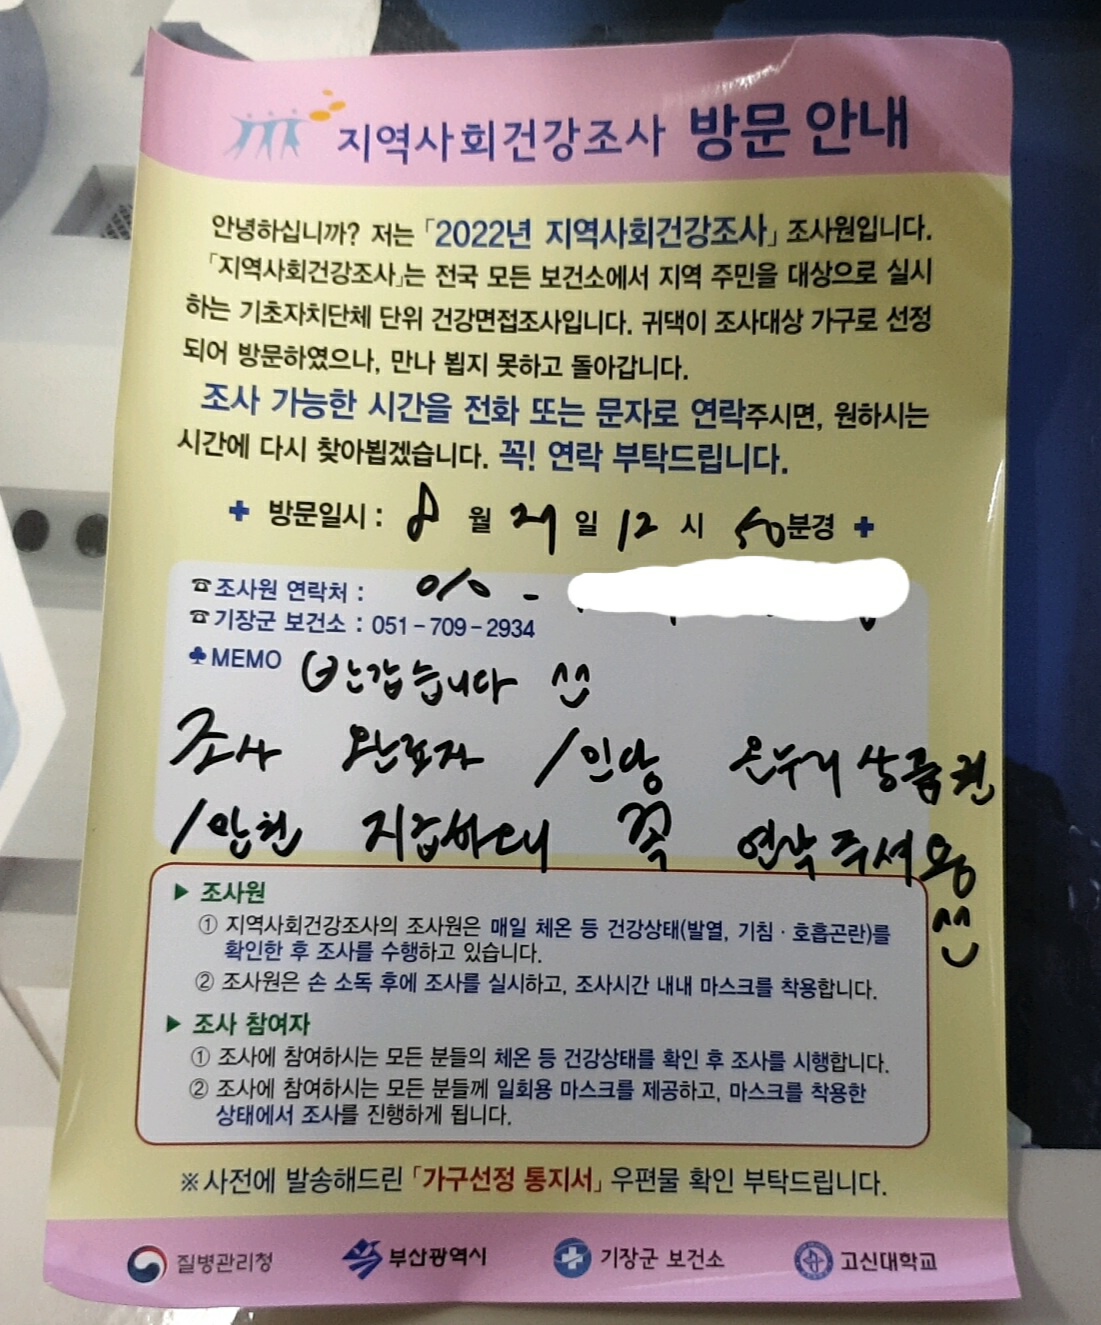 지역사회건강조사 방문 안내
안녕하십니까? 저는 「2022년 지역사회건강조사」 조사원입니다.
「지역사회건강조사」는 전국 모든 보건소에서 지역 주민을 대상으로 실시
하는 기초자치단체 단위 건강면접조사입니다. 귀댁이 조사대상 가구로 선정
되어 방문하였으나, 만나 뵙지 못하고 돌아갑니다.
조사 가능한 시간을 전화 또는 문자로 연락주시면, 원하시는
시간에 다시 찾아뵙겠습니다. 꼭! 연락 부탁드립니다.
✚ 방문일시 : 8 월 29 일 12 시 50분경 ✚
☎조사원 연락처 : 010 -
☎기장군 보건소 : 051-709-2934
♣MEMO 반갑습니다 ^^
조사 완료자 1인당 온누리상품권
1만원 지급하오니 꼭 연락주셔용
^^
▶ 조사원
① 지역사회건강조사의 조사원은 매일 체온 등 건강상태(발열, 기침·호흡곤란)를
확인한 후 조사를 수행하고 있습니다.
② 조사원은 손 소독 후에 조사를 실시하고, 조사시간 내내 마스크를 착용합니다.
▶ 조사 참여자
① 조사에 참여하시는 모든 분들의 체온 등 건강상태를 확인 후 조사를 시행합니다.
② 조사에 참여하시는 모든 분들께 일회용 마스크를 제공하고, 마스크를 착용한
상태에서 조사를 진행하게 됩니다.
※사전에 발송해드린 「가구선정 통지서」 우편물 확인 부탁드립니다.
질병관리청 부산광역시 기장군 보건소 고신대학교